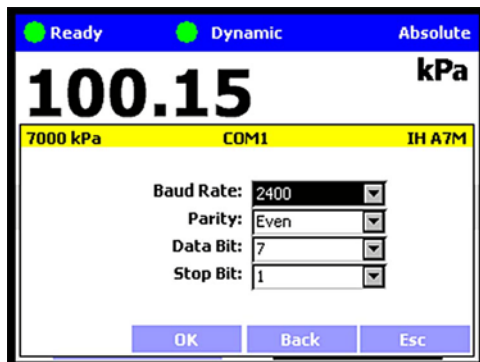 Ready Dynamic Absolute
100.15 kPa
7000 kPa COM1 IH A7M
Baud Rate: 2400
Parity: Even
Data Bit: 7
Stop Bit: 1
OK Back Esc